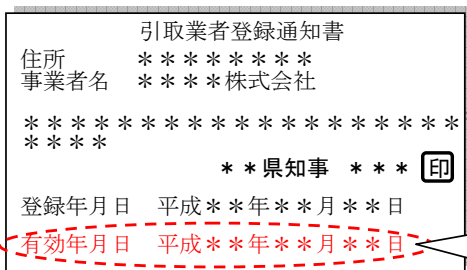 引取業者登録通知書
住所　＊＊＊＊＊＊＊＊
事業者名　＊＊＊＊株式会社
＊＊＊＊＊＊＊＊＊＊＊＊＊＊＊＊＊＊＊
＊＊＊＊
＊＊県知事　＊＊＊ 印
登録年月日　平成＊＊年＊＊月＊＊日
有効年月日　平成＊＊年＊＊月＊＊日